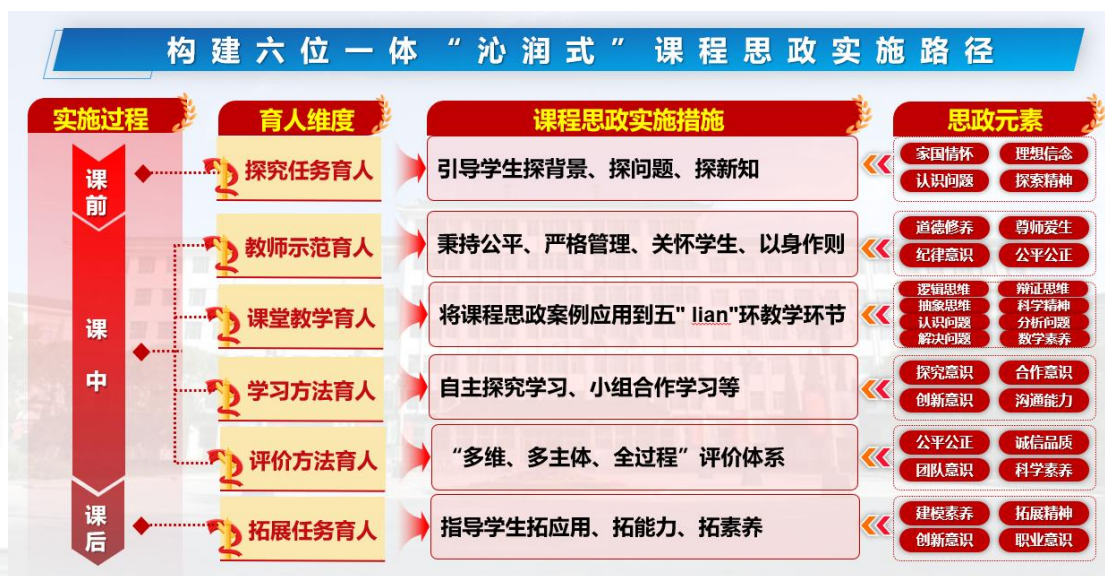 构建六位一体“沁润式”课程思政实施路径
实施过程
育人维度
课程思政实施措施
思政元素
课前
探究任务育人
引导学生探背景、探问题、探新知
家国情怀 理想信念
认识问题 探索精神
课中
教师示范育人
秉持公平、严格管理、关怀学生、以身作则
道德修养 尊师爱生
纪律意识 公平公正
课堂教学育人
将课程思政案例应用到五" lian"环教学环节
逻辑思维 辩证思维
抽象思维 科学精神
认识问题 分析问题
解决问题 数学素养
学习方法育人
自主探究学习、小组合作学习等
探究意识 合作意识
创新意识 沟通能力
评价方法育人
“多维、多主体、全过程”评价体系
公平公正 诚信品质
团队意识 科学素养
课后
拓展任务育人
指导学生拓应用、拓能力、拓素养
建模素养 拓展精神
创新意识 职业意识